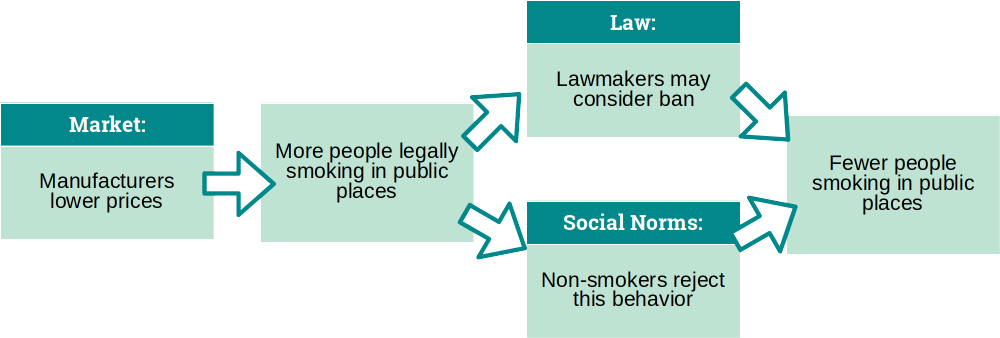 Market:
Manufacturers
lower prices
More people legally
smoking in public
places
Law:
Lawmakers may
consider ban
Social Norms:
Non-smokers reject
this behavior
Fewer people
smoking in public
places